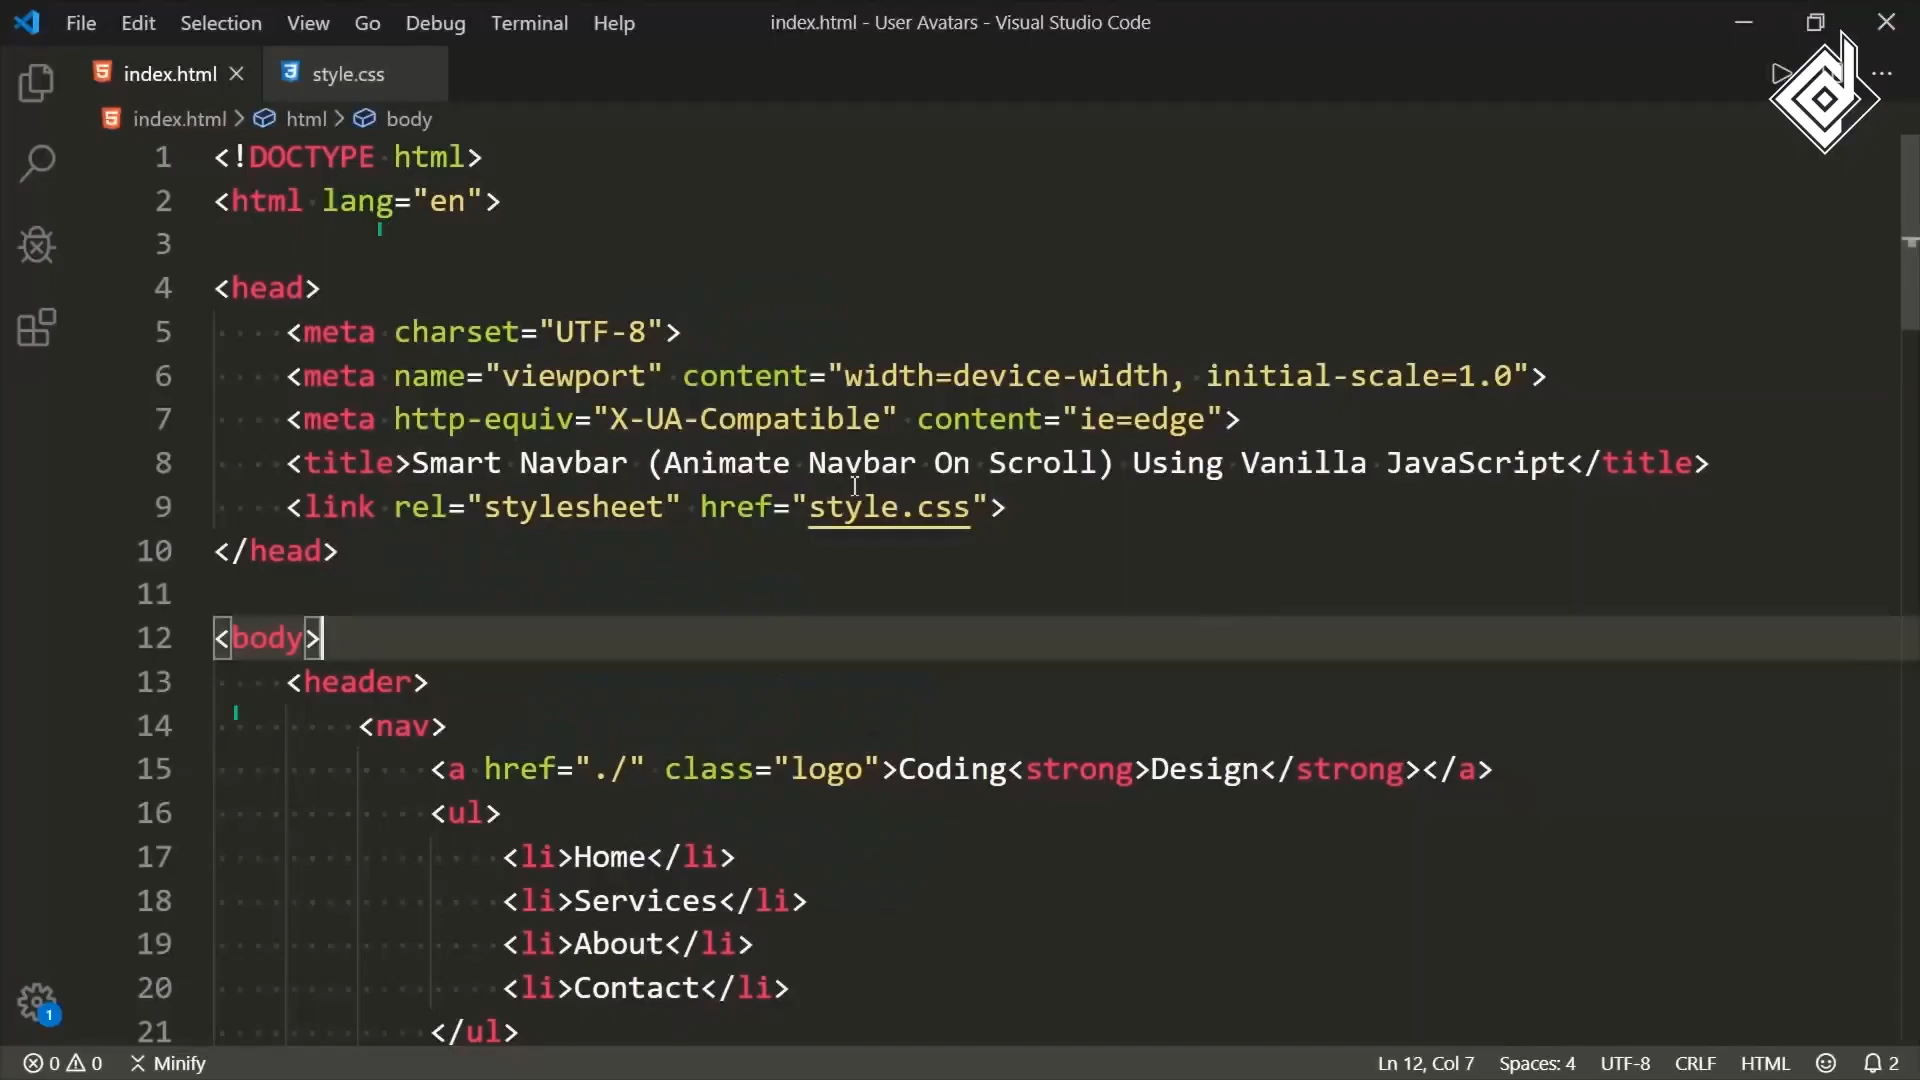 File Edit Selection View Go Debug Terminal Help index.html - User Avatars - Visual Studio Code
index.html style.css
index.html > html > body
1 <!DOCTYPE html>
2 <html lang="en">
3
4 <head>
5 <meta charset="UTF-8">
6 <meta name="viewport" content="width=device-width, initial-scale=1.0">
7 <meta http-equiv="X-UA-Compatible" content="ie=edge">
8 <title>Smart Navbar (Animate Navbar On Scroll) Using Vanilla JavaScript</title>
9 <link rel="stylesheet" href="style.css">
10 </head>
11
12 <body>
13 <header>
14 <nav>
15 <a href="./" class="logo">Coding<strong>Design</strong></a>
16 <ul>
17 <li>Home</li>
18 <li>Services</li>
19 <li>About</li>
20 <li>Contact</li>
21 </ul>
1
0 0 Minify Ln 12, Col 7 Spaces: 4 UTF-8 CRLF HTML 2